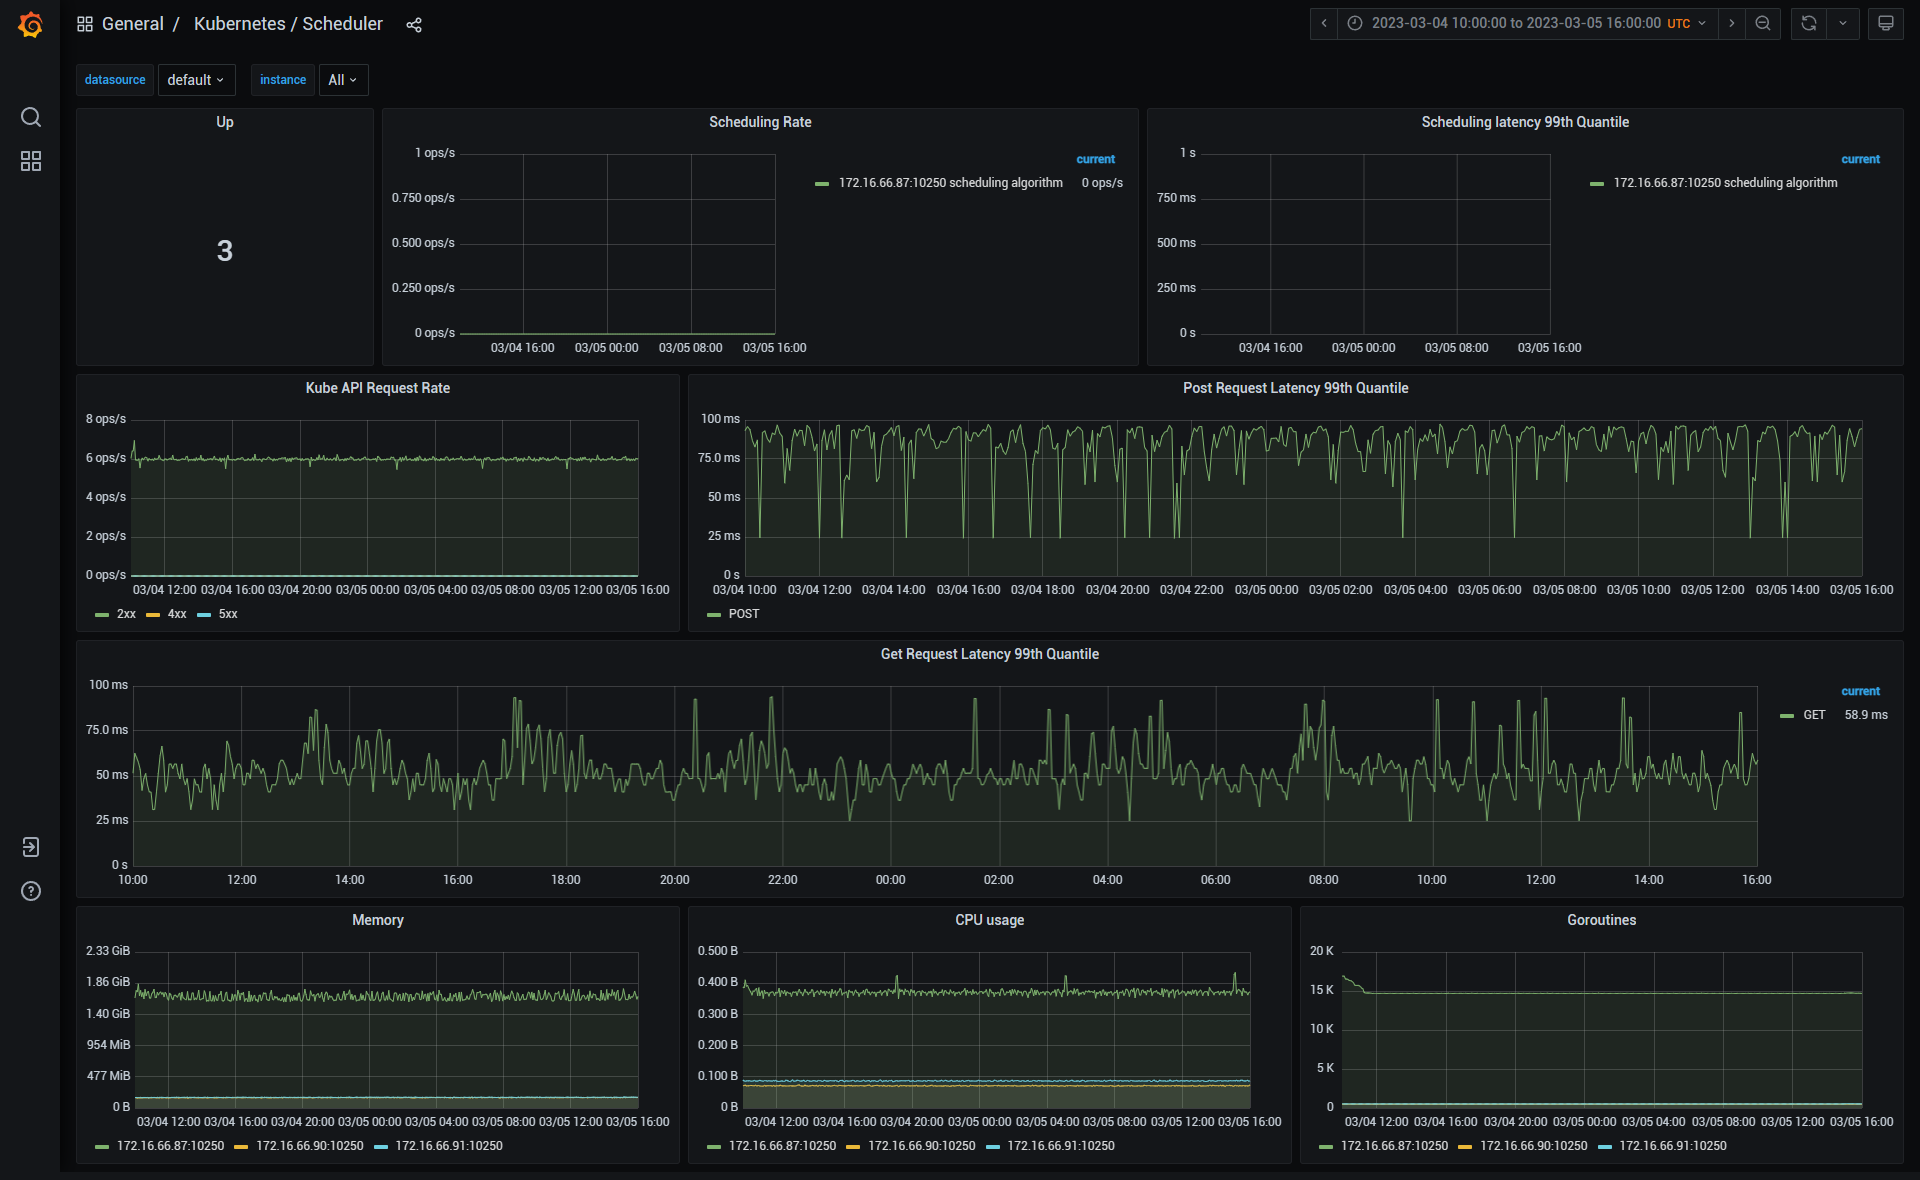 General / Kubernetes / Scheduler
2023-03-04 10:00:00 to 2023-03-05 16:00:00 UTC
datasource default instance All
Up
3
Scheduling Rate
1 ops/s
0.750 ops/s
0.500 ops/s
0.250 ops/s
0 ops/s
03/04 16:00 03/05 00:00 03/05 08:00 03/05 16:00
current
172.16.66.87:10250 scheduling algorithm 0 ops/s
Scheduling latency 99th Quantile
1 s
750 ms
500 ms
250 ms
0 s
03/04 16:00 03/05 00:00 03/05 08:00 03/05 16:00
current
172.16.66.87:10250 scheduling algorithm
Kube API Request Rate
8 ops/s
6 ops/s
4 ops/s
2 ops/s
0 ops/s
03/04 12:00 03/04 16:00 03/04 20:00 03/05 00:00 03/05 04:00 03/05 08:00 03/05 12:00 03/05 16:00
2xx 4xx 5xx
Post Request Latency 99th Quantile
100 ms
75.0 ms
50 ms
25 ms
0 s
03/04 10:00 03/04 12:00 03/04 14:00 03/04 16:00 03/04 18:00 03/04 20:00 03/04 22:00 03/05 00:00 03/05 02:00 03/05 04:00 03/05 06:00 03/05 08:00 03/05 10:00 03/05 12:00 03/05 14:00 03/05 16:00
POST
Get Request Latency 99th Quantile
100 ms
75.0 ms
50 ms
25 ms
0 s
10:00 12:00 14:00 16:00 18:00 20:00 22:00 00:00 02:00 04:00 06:00 08:00 10:00 12:00 14:00 16:00
current
GET 58.9 ms
Memory
2.33 GiB
1.86 GiB
1.40 GiB
954 MiB
477 MiB
0 B
03/04 12:00 03/04 16:00 03/04 20:00 03/05 00:00 03/05 04:00 03/05 08:00 03/05 12:00 03/05 16:00
172.16.66.87:10250 172.16.66.90:10250 172.16.66.91:10250
CPU usage
0.500 B
0.400 B
0.300 B
0.200 B
0.100 B
0 B
03/04 12:00 03/04 16:00 03/04 20:00 03/05 00:00 03/05 04:00 03/05 08:00 03/05 12:00 03/05 16:00
172.16.66.87:10250 172.16.66.90:10250 172.16.66.91:10250
Goroutines
20 K
15 K
10 K
5 K
0
03/04 12:00 03/04 16:00 03/04 20:00 03/05 00:00 03/05 04:00 03/05 08:00 03/05 12:00 03/05 16:00
172.16.66.87:10250 172.16.66.90:10250 172.16.66.91:10250